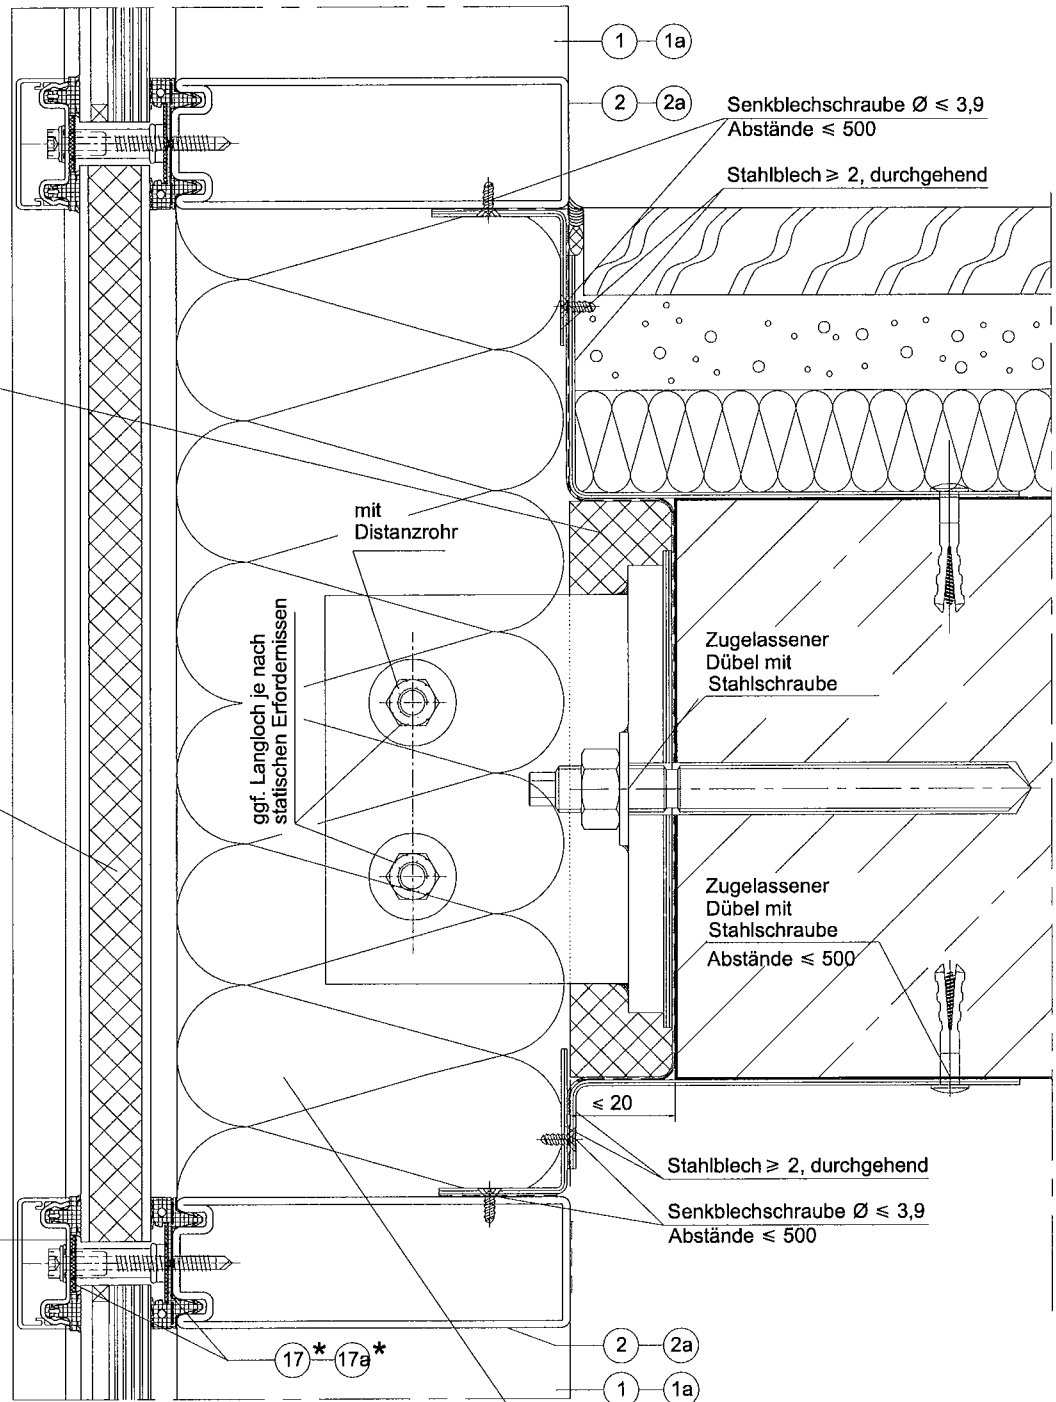 1 1a
2 2a
Senkblechschraube Ø ≤ 3,9
Abstände ≤ 500
Stahlblech ≥ 2, durchgehend
mit
Distanzrohr
ggf. Langloch je nach
statischen Erfordernissen
Zugelassener
Dübel mit
Stahlschraube
Zugelassener
Dübel mit
Stahlschraube
Abstände ≤ 500
≤ 20
Stahlblech ≥ 2, durchgehend
Senkblechschraube Ø ≤ 3,9
Abstände ≤ 500
17* 17a*
2 2a
1 1a